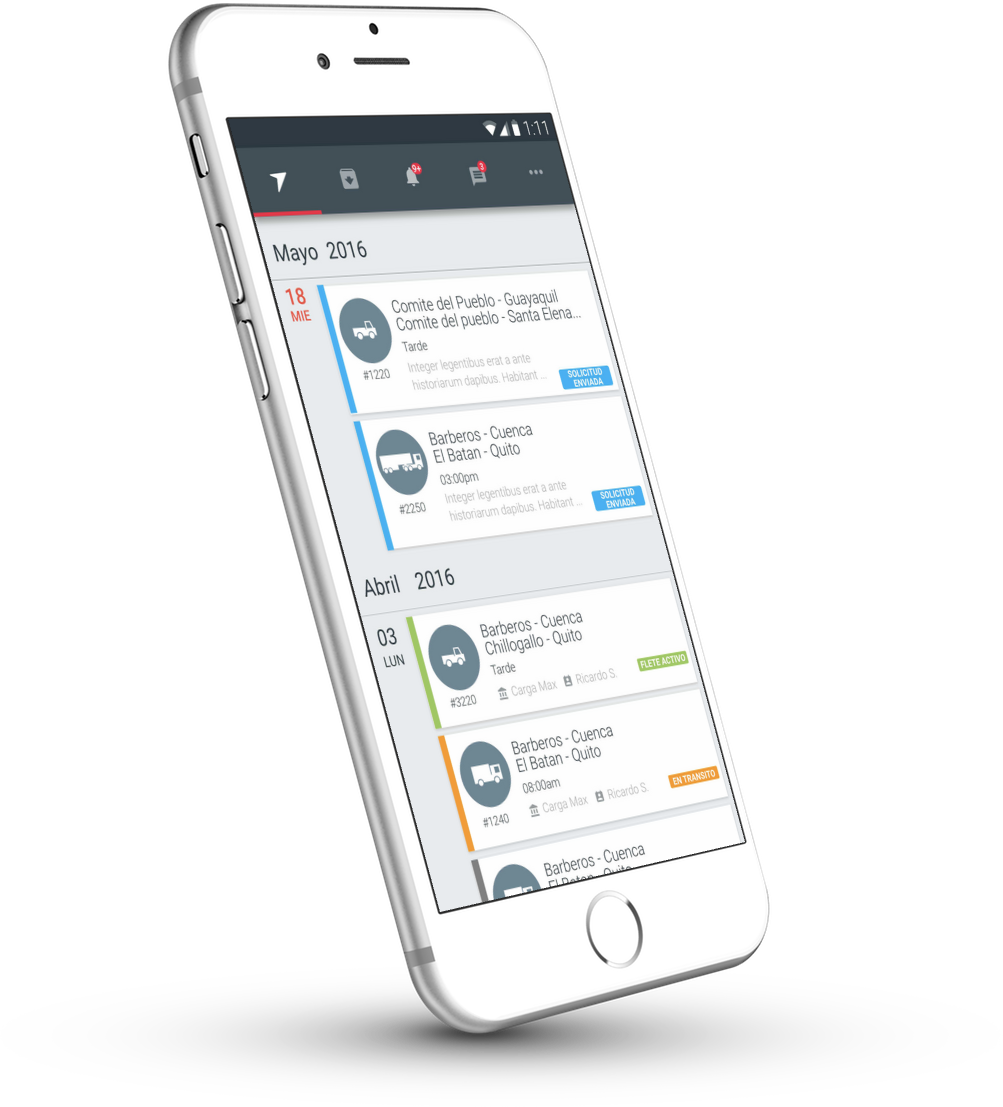 1:11
9+
3
Mayo 2016
18
MIE
Comite del Pueblo - Guayaquil
Comite del pueblo - Santa Elena...
Tarde
#1220
Integer legentibus erat a ante
historiarum dapibus. Habitant ...
SOLICITUD
ENVIADA
Barberos - Cuenca
El Batan - Quito
03:00pm
#2250
Integer legentibus erat a ante
historiarum dapibus. Habitant ...
SOLICITUD
ENVIADA
Abril 2016
03
LUN
Barberos - Cuenca
Chillogallo - Quito
Tarde
#3220
Carga Max Ricardo S.
FLETE ACTIVO
Barberos - Cuenca
El Batan - Quito
08:00am
#1240
Carga Max Ricardo S.
EN TRANSITO
Barberos - Cuenca
El Batan - Quito